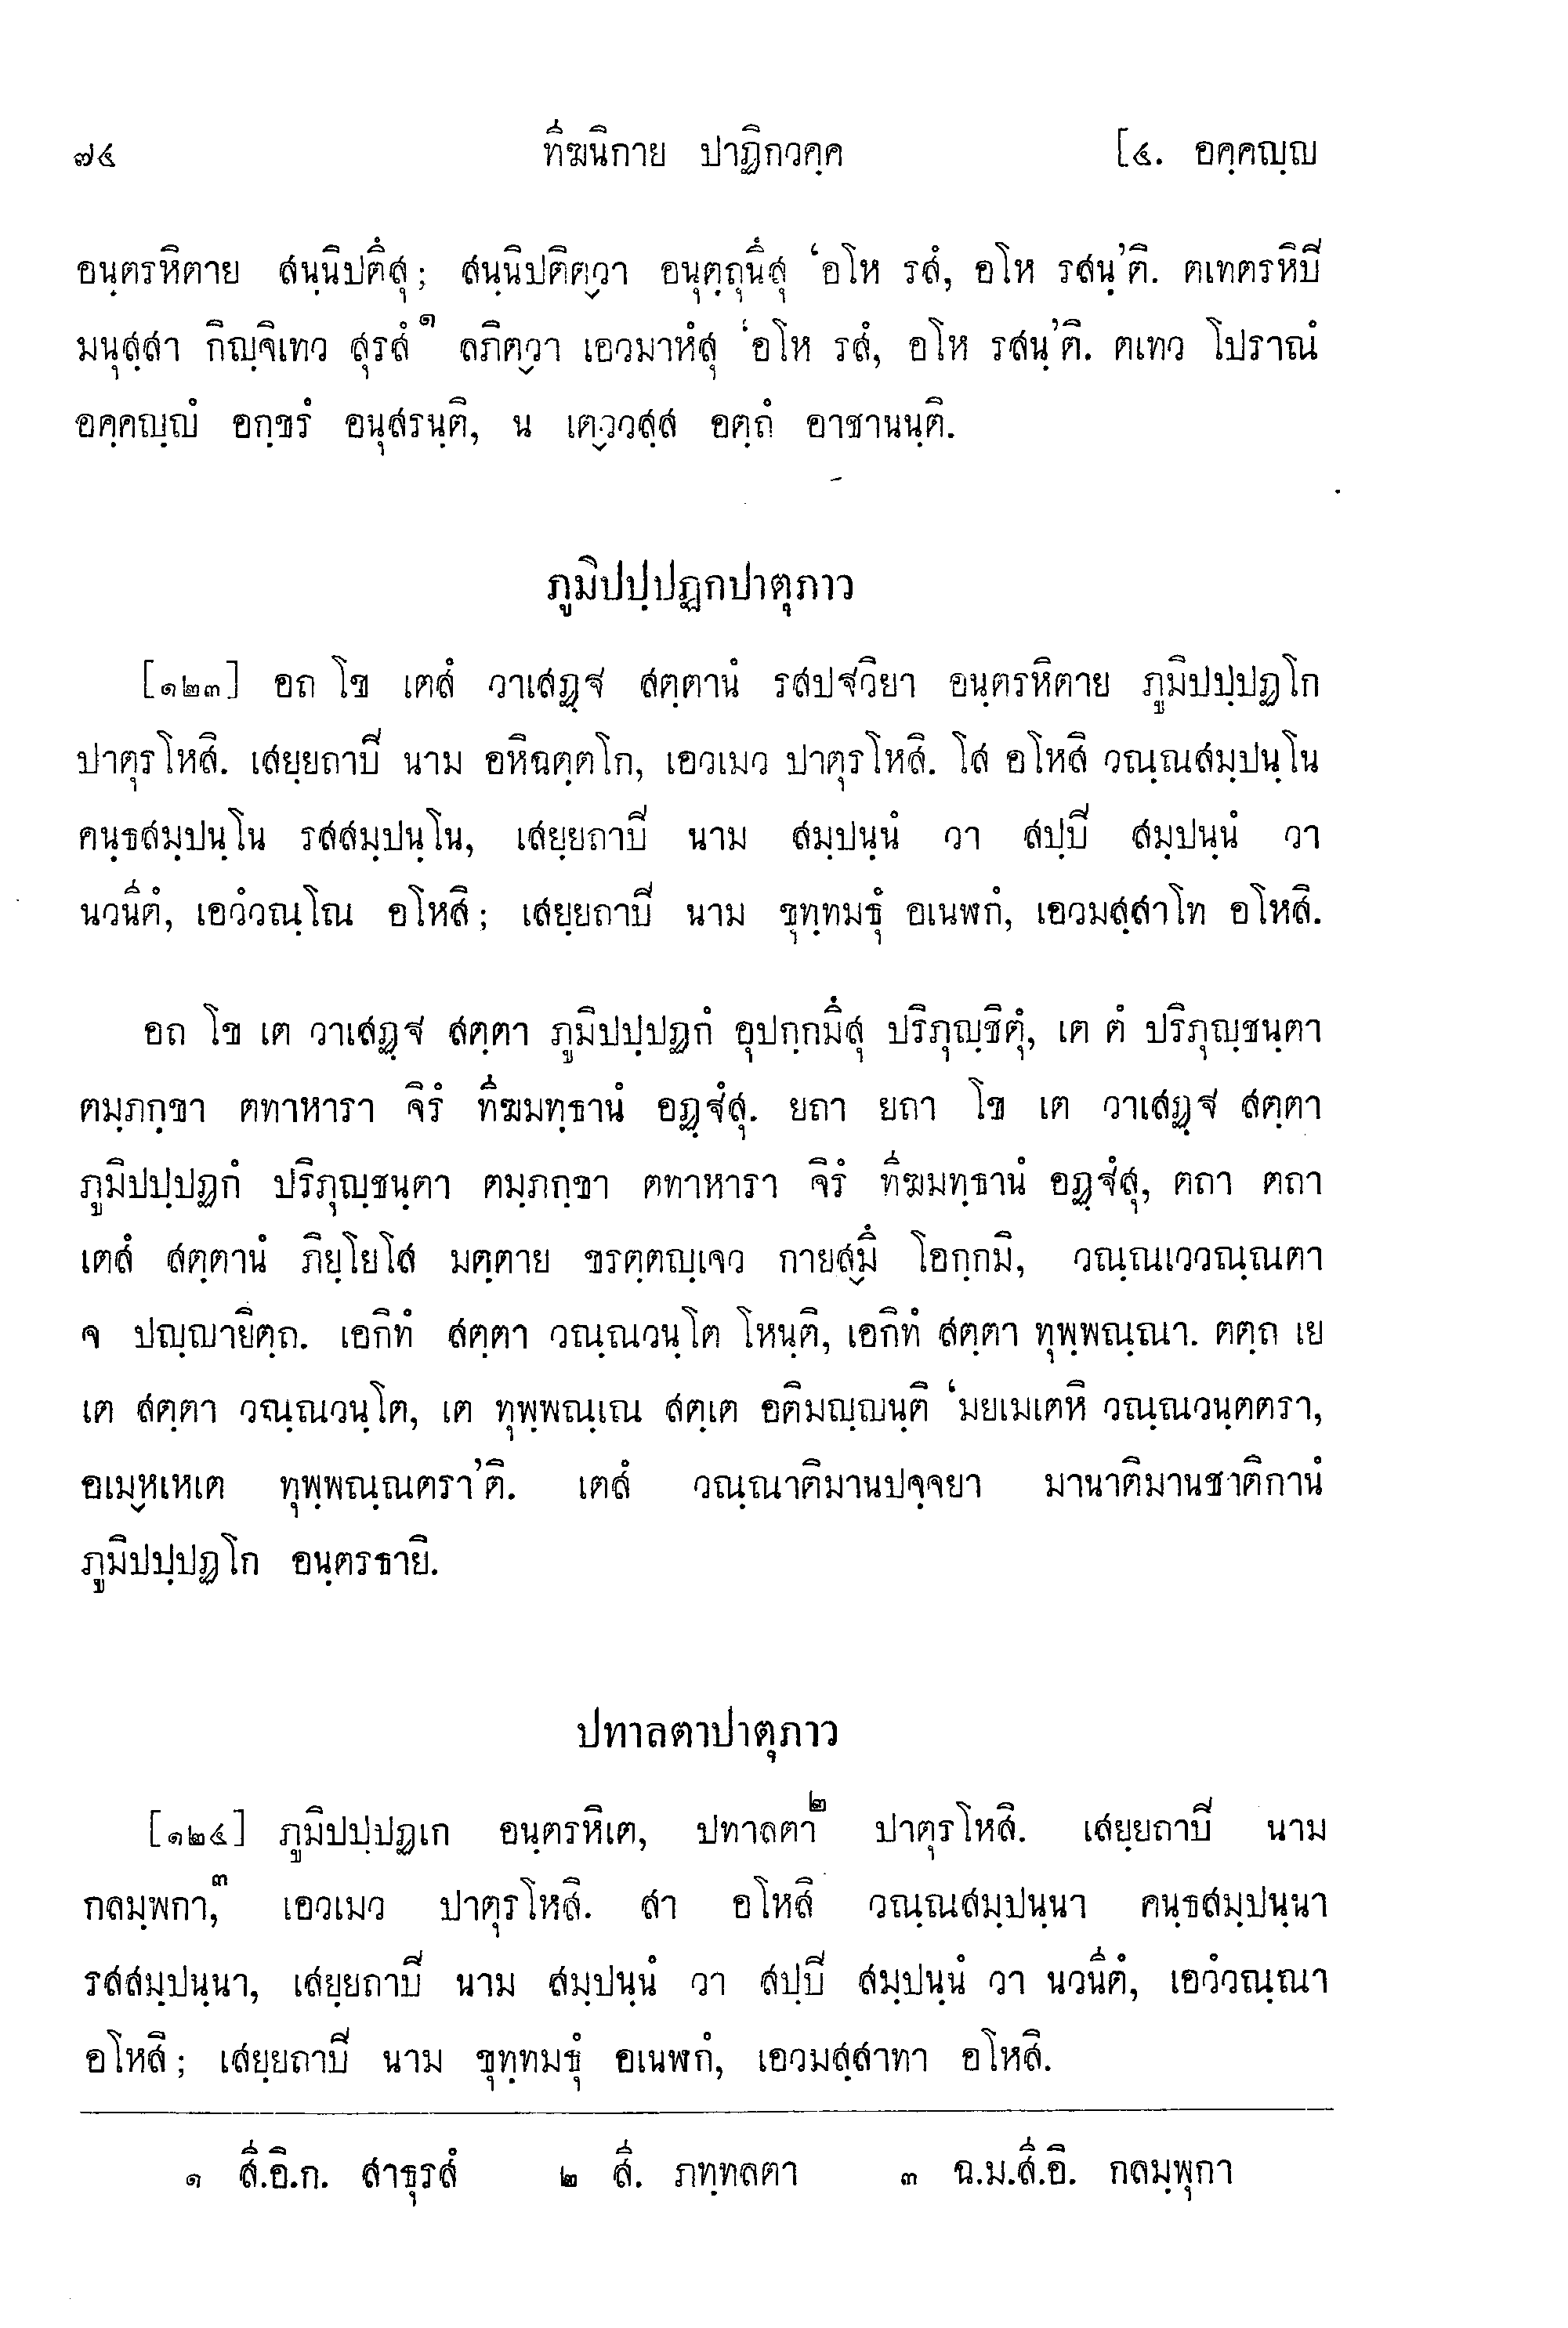 ๗๔ ทีฆนิกาย ปาฏิกวคฺค [๔. อคฺคญฺญ
อนฺตรหิตาย สนฺนิปตึสุ; สนฺนิปติต๎วา อนุตฺถุนึสุ ‘อโห รสํ, อโห รสนฺ’ติ. ตเทตรหิปี
มนุสฺสา กิญฺจิเทว สุรสํ๑ ลภิต๎วา เอวมาหํสุ ‘อโห รสํ, อโห รสนฺ’ติ. ตเทว โปราณํ
อคฺคญฺญํ อกฺขรํ อนุสรนฺติ, น เต๎ววสฺส อตฺถํ อาชานนฺติ.
ภูมิปปฺปฏกปาตุภาว
[๑๒๓] อถ โข เตสํ วาเสฏฺฐ สตฺตานํ รสปฐวิยา อนฺตรหิตาย ภูมิปปฺปฏโก
ปาตุรโหสิ. เสยฺยถาปี นาม อหิฉตฺตโก, เอวเมว ปาตุรโหสิ. โส อโหสิ วณฺณสมฺปนฺโน
คนฺธสมฺปนฺโน รสสมฺปนฺโน, เสยฺยถาปี นาม สมฺปนฺนํ วา สปฺปี สมฺปนฺนํ วา
นวนีตํ, เอวํวณฺโณ อโหสิ; เสยฺยถาปี นาม ขุทฺทมธุํ อเนฬกํ, เอวมสฺสาโท อโหสิ.
อถ โข เต วาเสฏฺฐ สตฺตา ภูมิปปฺปฏกํ อุปกฺกมึสุ ปริภุญฺชิตุํ, เต ตํ ปริภุญฺชนฺตา
ตมฺภกฺขา ตทาหารา จิรํ ทีฆมทฺธานํ อฏฺฐํสุ. ยถา ยถา โข เต วาเสฏฺฐ สตฺตา
ภูมิปปฺปฏกํ ปริภุญฺชนฺตา ตมฺภกฺขา ตทาหารา จิรํ ทีฆมทฺธานํ อฏฺฐํสุ, ตถา ตถา
เตสํ สตฺตานํ ภิยฺโยโส มตฺตาย ขรตฺตญฺเจว กายส๎มึ โอกฺกมิ, วณฺณเววณฺณตา
จ ปญฺญายิตฺถ. เอกิทํ สตฺตา วณฺณวนฺโต โหนฺติ, เอกิทํ สตฺตา ทุพฺพณฺณา. ตตฺถ เย
เต สตฺตา วณฺณวนฺโต, เต ทุพฺพณฺเณ สตฺเต อติมญฺญนฺติ ‘มยเมเตหิ วณฺณวนฺตตรา,
อเม๎หเหเต ทุพฺพณฺณตรา’ติ. เตสํ วณฺณาติมานปจฺจยา มานาติมานชาติกานํ
ภูมิปปฺปฏโก อนฺตรธายิ.
ปทาลตาปาตุภาว
[๑๒๔] ภูมิปปฺปฏเก อนฺตรหิเต, ปทาลตา๒ ปาตุรโหสิ. เสยฺยถาปี นาม
กลมฺพกา,๓ เอวเมว ปาตุรโหสิ. สา อโหสิ วณฺณสมฺปนฺนา คนฺธสมฺปนฺนา
รสสมฺปนฺนา, เสยฺยถาปี นาม สมฺปนฺนํ วา สปฺปี สมฺปนฺนํ วา นวนีตํ, เอวํวณฺณา
อโหสิ; เสยฺยถาปี นาม ขุทฺทมธุํ อเนฬกํ, เอวมสฺสาทา อโหสิ.
๑ สี.อิ.ก. สาธุรสํ ๒ สี. ภทฺทลตา ๓ ฉ.ม.สี.อิ. กลมฺพุกา